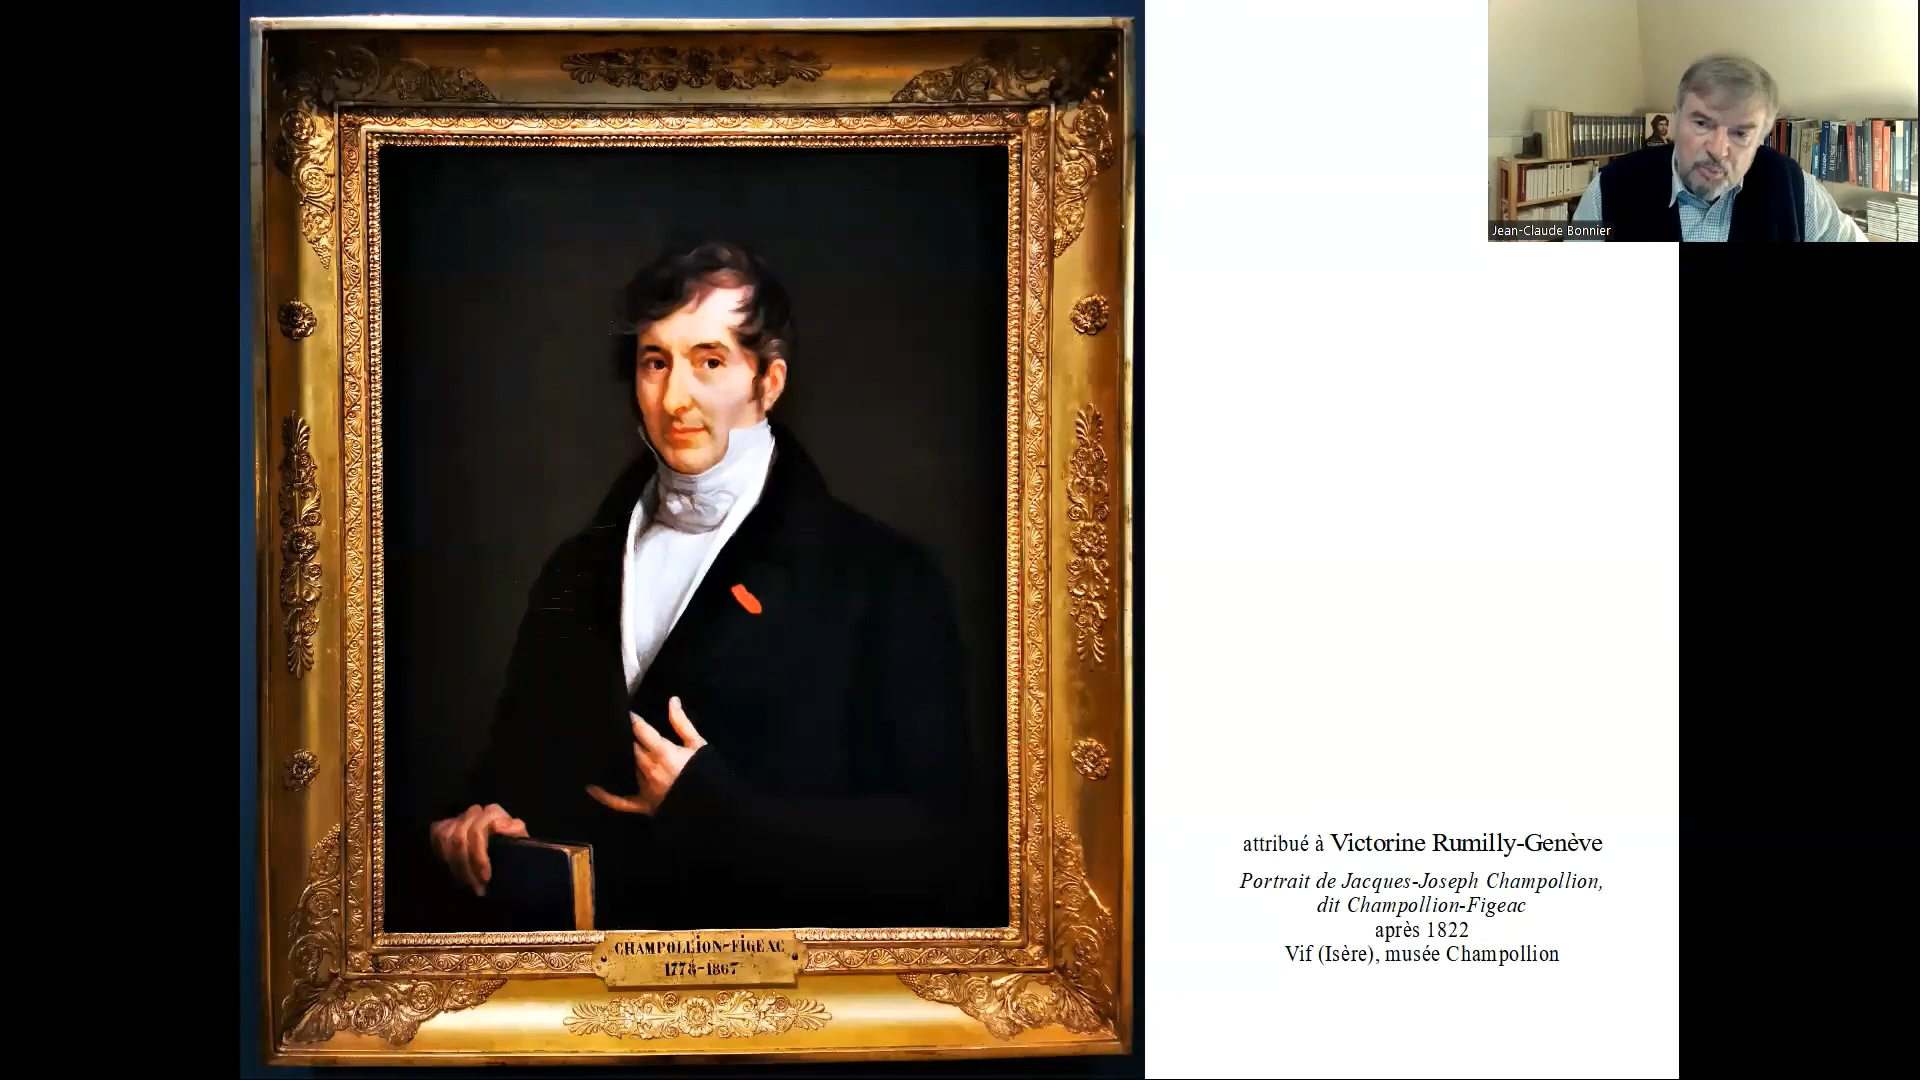 Jean-Claude Bonnier
CHAMPOLLION-FIGEAC
1778-1867
attribué à Victorine Rumilly-Genève
Portrait de Jacques-Joseph Champollion,
dit Champollion-Figeac
après 1822
Vif (Isère), musée Champollion